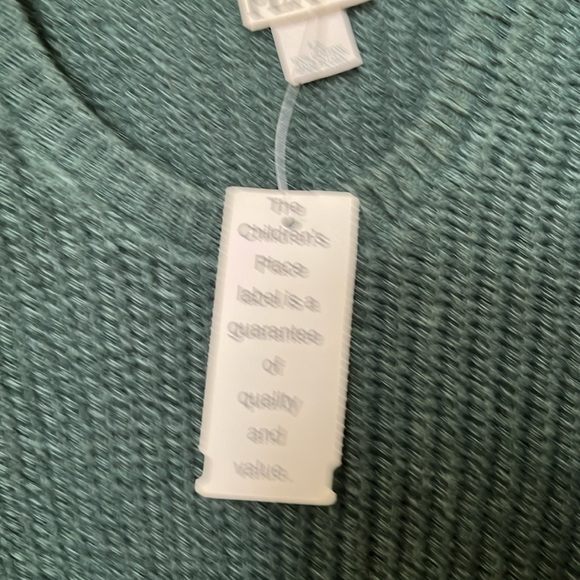 The
Children's
Place
label is a
guarantee
of
quality
and
value.